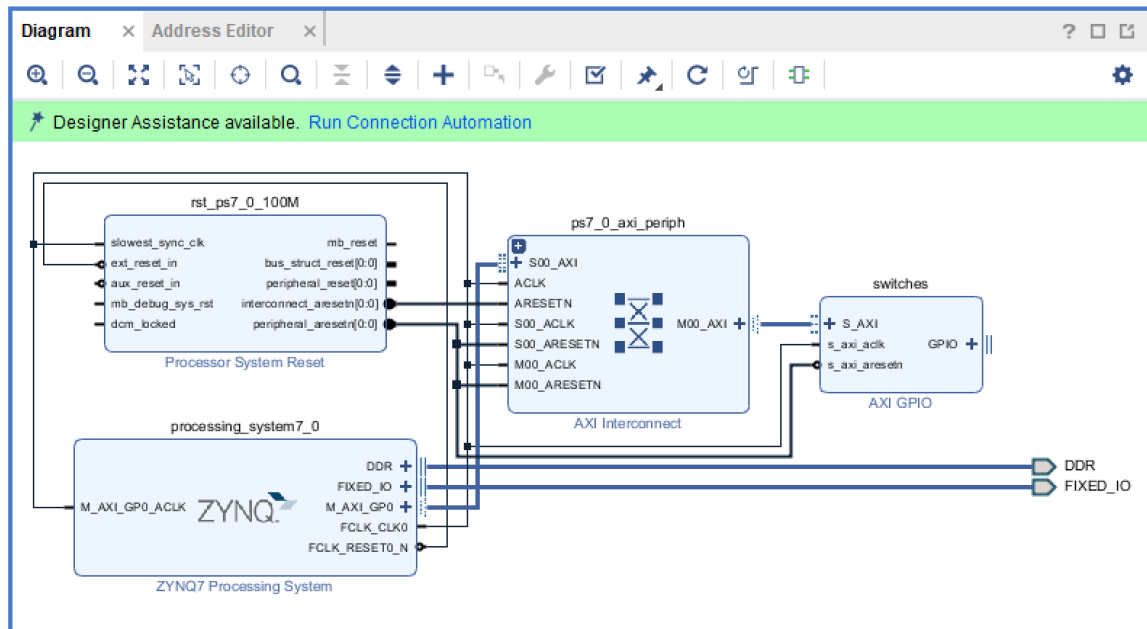 Diagram × Address Editor × ?
Designer Assistance available. Run Connection Automation
rst_ps7_0_100M
slowest_sync_clk mb_reset
ext_reset_in bus_struct_reset[0:0]
aux_reset_in peripheral_reset[0:0]
mb_debug_sys_rst interconnect_aresetn[0:0]
dcm_locked peripheral_aresetn[0:0]
Processor System Reset
ps7_0_axi_periph
S00_AXI
ACLK
ARESETN
S00_ACLK M00_AXI
S00_ARESETN
M00_ACLK
M00_ARESETN
AXI Interconnect
switches
S_AXI
s_axi_aclk GPIO
s_axi_aresetn
AXI GPIO
processing_system7_0
DDR
FIXED_IO
M_AXI_GP0_ACLK ZYNQ M_AXI_GP0
FCLK_CLK0
FCLK_RESET0_N
ZYNQ7 Processing System
DDR
FIXED_IO